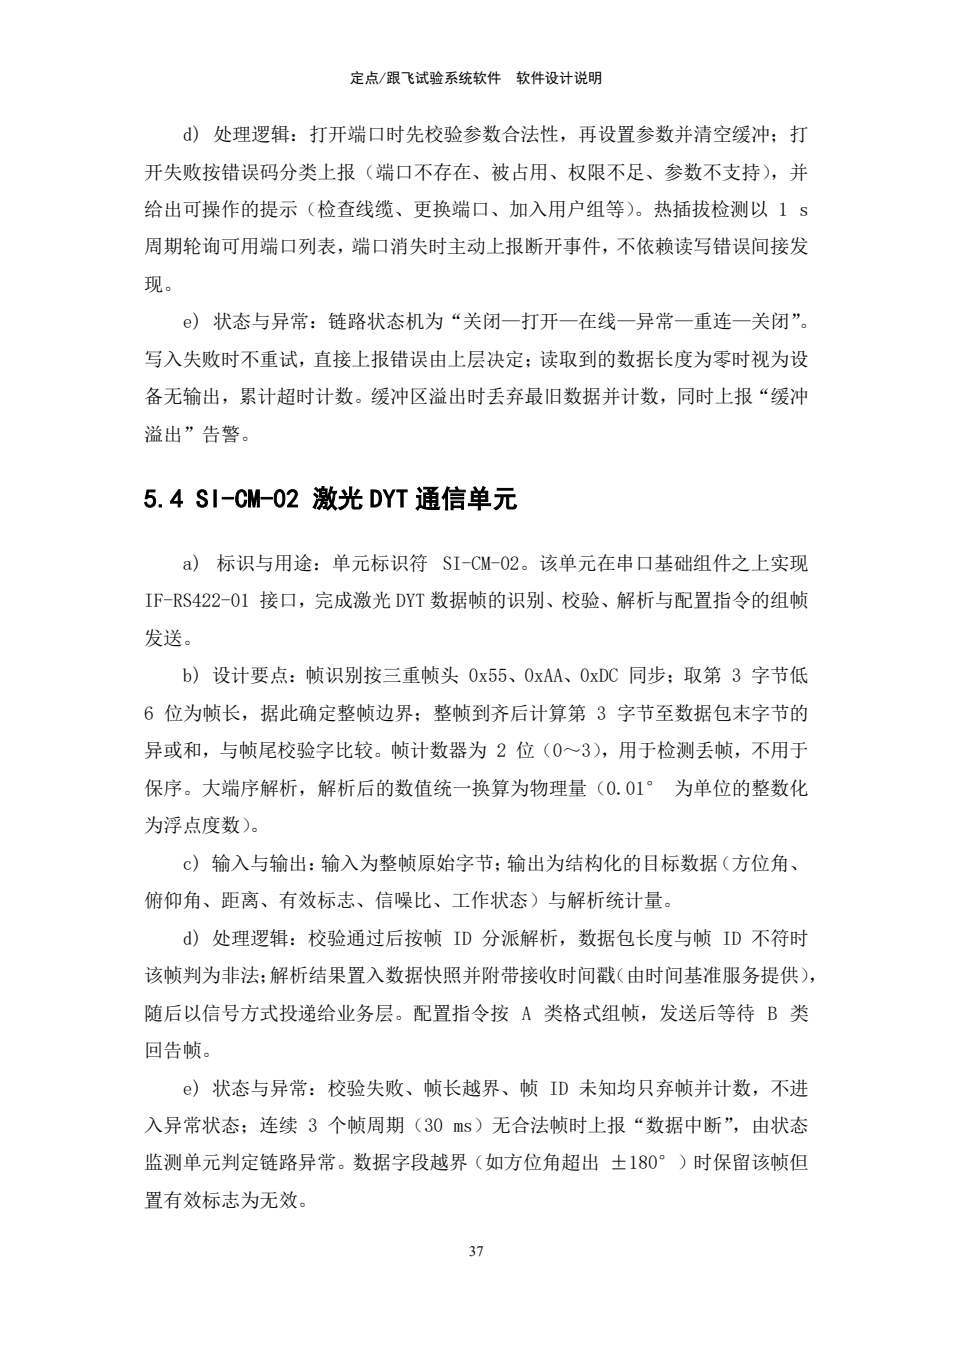 定点/跟飞试验系统软件　软件设计说明
d) 处理逻辑：打开端口时先校验参数合法性，再设置参数并清空缓冲；打
开失败按错误码分类上报（端口不存在、被占用、权限不足、参数不支持），并
给出可操作的提示（检查线缆、更换端口、加入用户组等）。热插拔检测以 1 s
周期轮询可用端口列表，端口消失时主动上报断开事件，不依赖读写错误间接发
现。
e) 状态与异常：链路状态机为“关闭—打开—在线—异常—重连—关闭”。
写入失败时不重试，直接上报错误由上层决定；读取到的数据长度为零时视为设
备无输出，累计超时计数。缓冲区溢出时丢弃最旧数据并计数，同时上报“缓冲
溢出”告警。
5.4 SI-CM-02 激光 DYT 通信单元
a) 标识与用途：单元标识符 SI-CM-02。该单元在串口基础组件之上实现
IF-RS422-01 接口，完成激光 DYT 数据帧的识别、校验、解析与配置指令的组帧
发送。
b) 设计要点：帧识别按三重帧头 0x55、0xAA、0xDC 同步；取第 3 字节低
6 位为帧长，据此确定整帧边界；整帧到齐后计算第 3 字节至数据包末字节的
异或和，与帧尾校验字比较。帧计数器为 2 位（0～3），用于检测丢帧，不用于
保序。大端序解析，解析后的数值统一换算为物理量（0.01° 为单位的整数化
为浮点度数）。
c) 输入与输出：输入为整帧原始字节；输出为结构化的目标数据（方位角、
俯仰角、距离、有效标志、信噪比、工作状态）与解析统计量。
d) 处理逻辑：校验通过后按帧 ID 分派解析，数据包长度与帧 ID 不符时
该帧判为非法；解析结果置入数据快照并附带接收时间戳（由时间基准服务提供），
随后以信号方式投递给业务层。配置指令按 A 类格式组帧，发送后等待 B 类
回告帧。
e) 状态与异常：校验失败、帧长越界、帧 ID 未知均只弃帧并计数，不进
入异常状态；连续 3 个帧周期（30 ms）无合法帧时上报“数据中断”，由状态
监测单元判定链路异常。数据字段越界（如方位角超出 ±180°）时保留该帧但
置有效标志为无效。
37